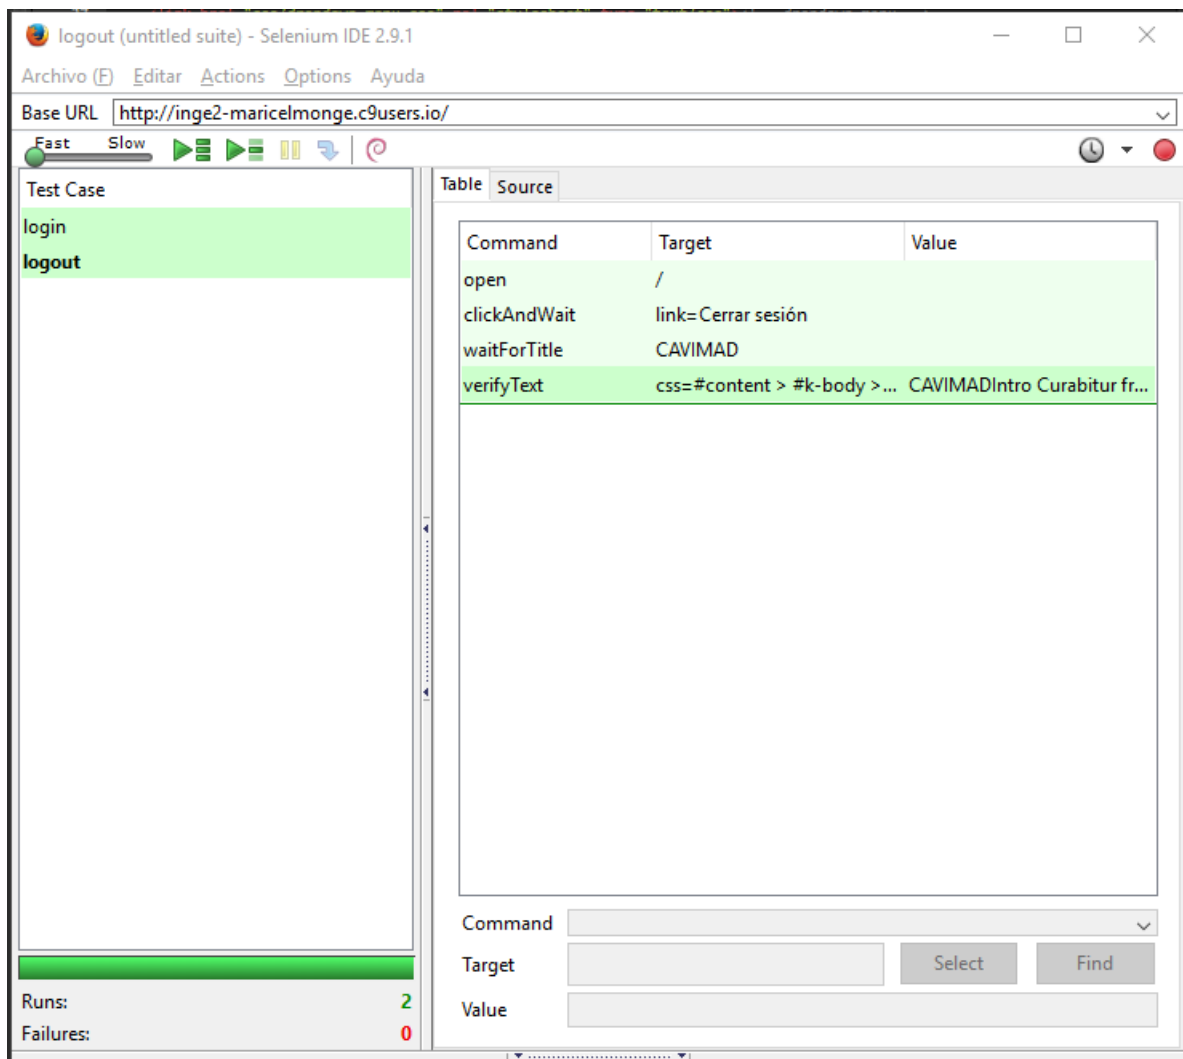 logout (untitled suite) - Selenium IDE 2.9.1
Archivo (F) Editar Actions Options Ayuda
Base URL http://inge2-maricelmonge.c9users.io/
Fast Slow
Test Case
login
logout
Table Source
Command Target Value
open /
clickAndWait link=Cerrar sesión
waitForTitle CAVIMAD
verifyText css=#content > #k-body >... CAVIMADIntro Curabitur fr...
Command
Target Select Find
Value
Runs: 2
Failures: 0